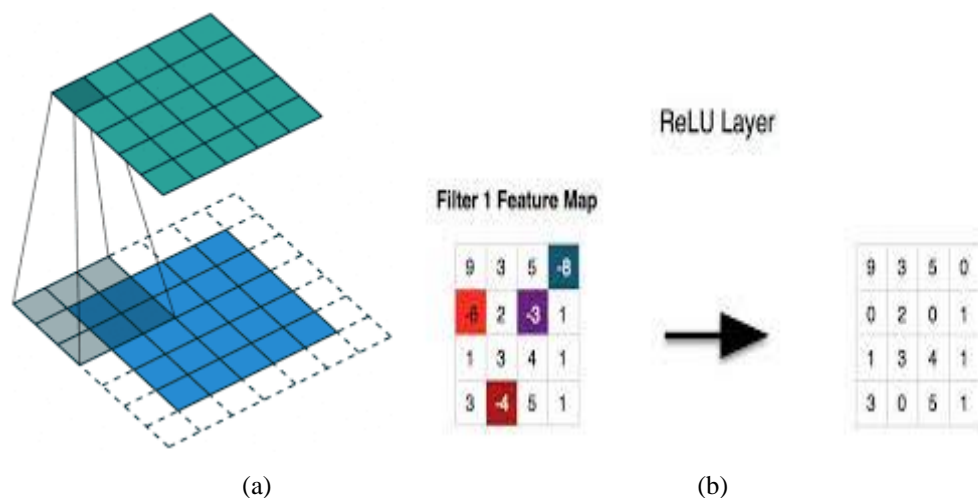 ReLU Layer
Filter 1 Feature Map
9 3 5 -8
-6 2 -3 1
1 3 4 1
3 -4 5 1
9 3 5 0
0 2 0 1
1 3 4 1
3 0 5 1
(a)
(b)